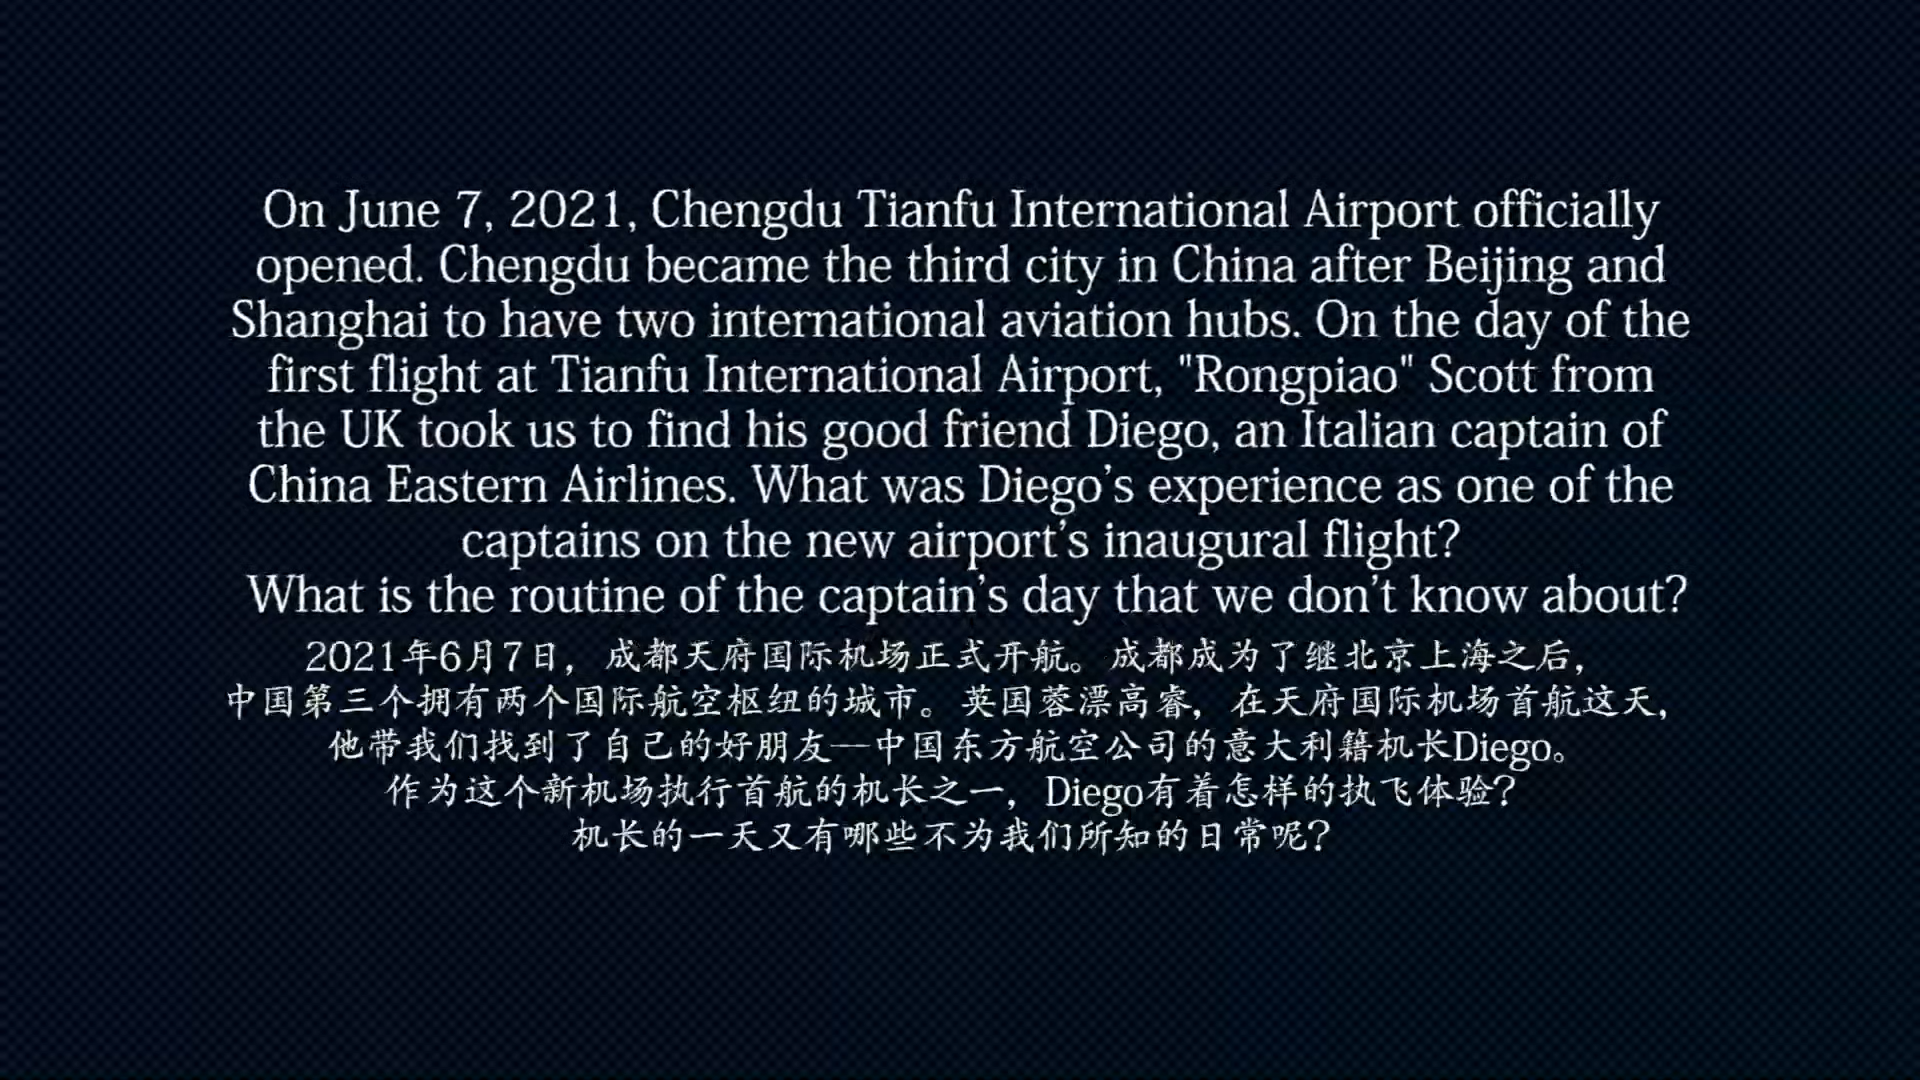 On June 7, 2021, Chengdu Tianfu International Airport officially
opened. Chengdu became the third city in China after Beijing and
Shanghai to have two international aviation hubs. On the day of the
first flight at Tianfu International Airport, "Rongpiao" Scott from
the UK took us to find his good friend Diego, an Italian captain of
China Eastern Airlines. What was Diego’s experience as one of the
captains on the new airport’s inaugural flight?
What is the routine of the captain’s day that we don’t know about?
2021年6月7日，成都天府国际机场正式开航。成都成为了继北京上海之后，
中国第三个拥有两个国际航空枢纽的城市。英国蓉漂高睿，在天府国际机场首航这天，
他带我们找到了自己的好朋友—中国东方航空公司的意大利籍机长Diego。
作为这个新机场执行首航的机长之一，Diego有着怎样的执飞体验？
机长的一天又有哪些不为我们所知的日常呢？